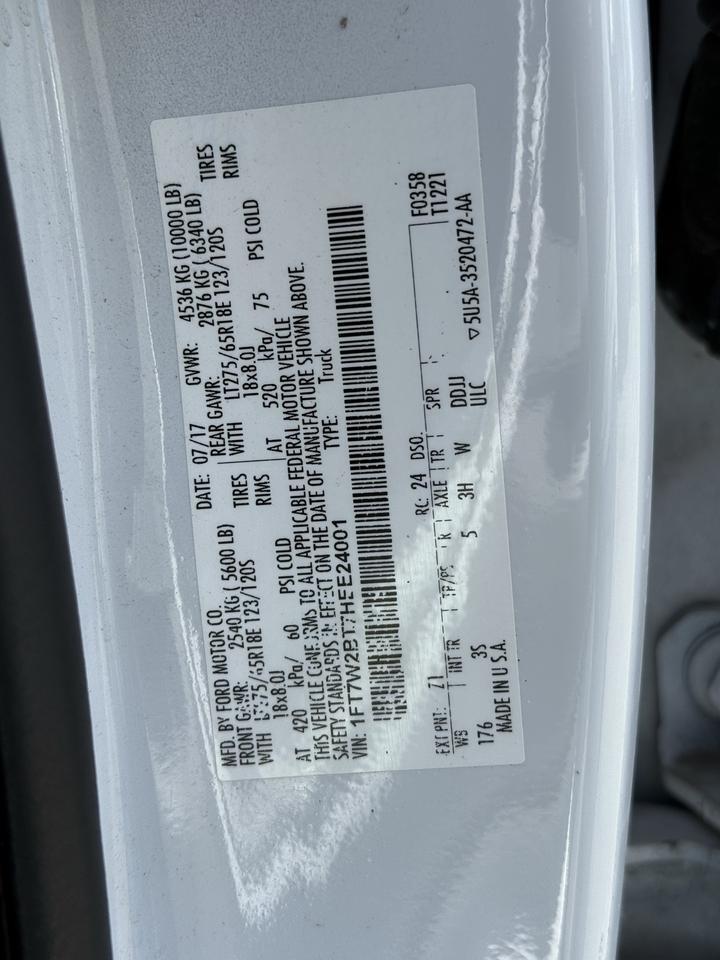 MFD. BY FORD MOTOR CO.
DATE: 07/17 GVWR: 4536 KG (10000 LB)
FRONT GAWR: 2540 KG ( 5600 LB) REAR GAWR: 2876 KG ( 6340 LB)
WITH LT275/65R18E 123/120S TIRES WITH LT275/65R18E 123/120S TIRES
18x8.0J RIMS 18x8.0J RIMS
AT 420 kPa/ 60 PSI COLD AT 520 kPa/ 75 PSI COLD
THIS VEHICLE CONFORMS TO ALL APPLICABLE FEDERAL MOTOR VEHICLE
SAFETY STANDARDS IN EFFECT ON THE DATE OF MANUFACTURE SHOWN ABOVE.
VIN: 1FT7W2BT7HEE24001 TYPE: Truck
F0358
EXT PNT: Z1 RC: 24 DSO: T1221
WB INT TR TP/PS R AXLE TR SPR
176 3S 5 3H W DDJJ
MADE IN U.S.A. ULC
▽5U5A-3520472-AA